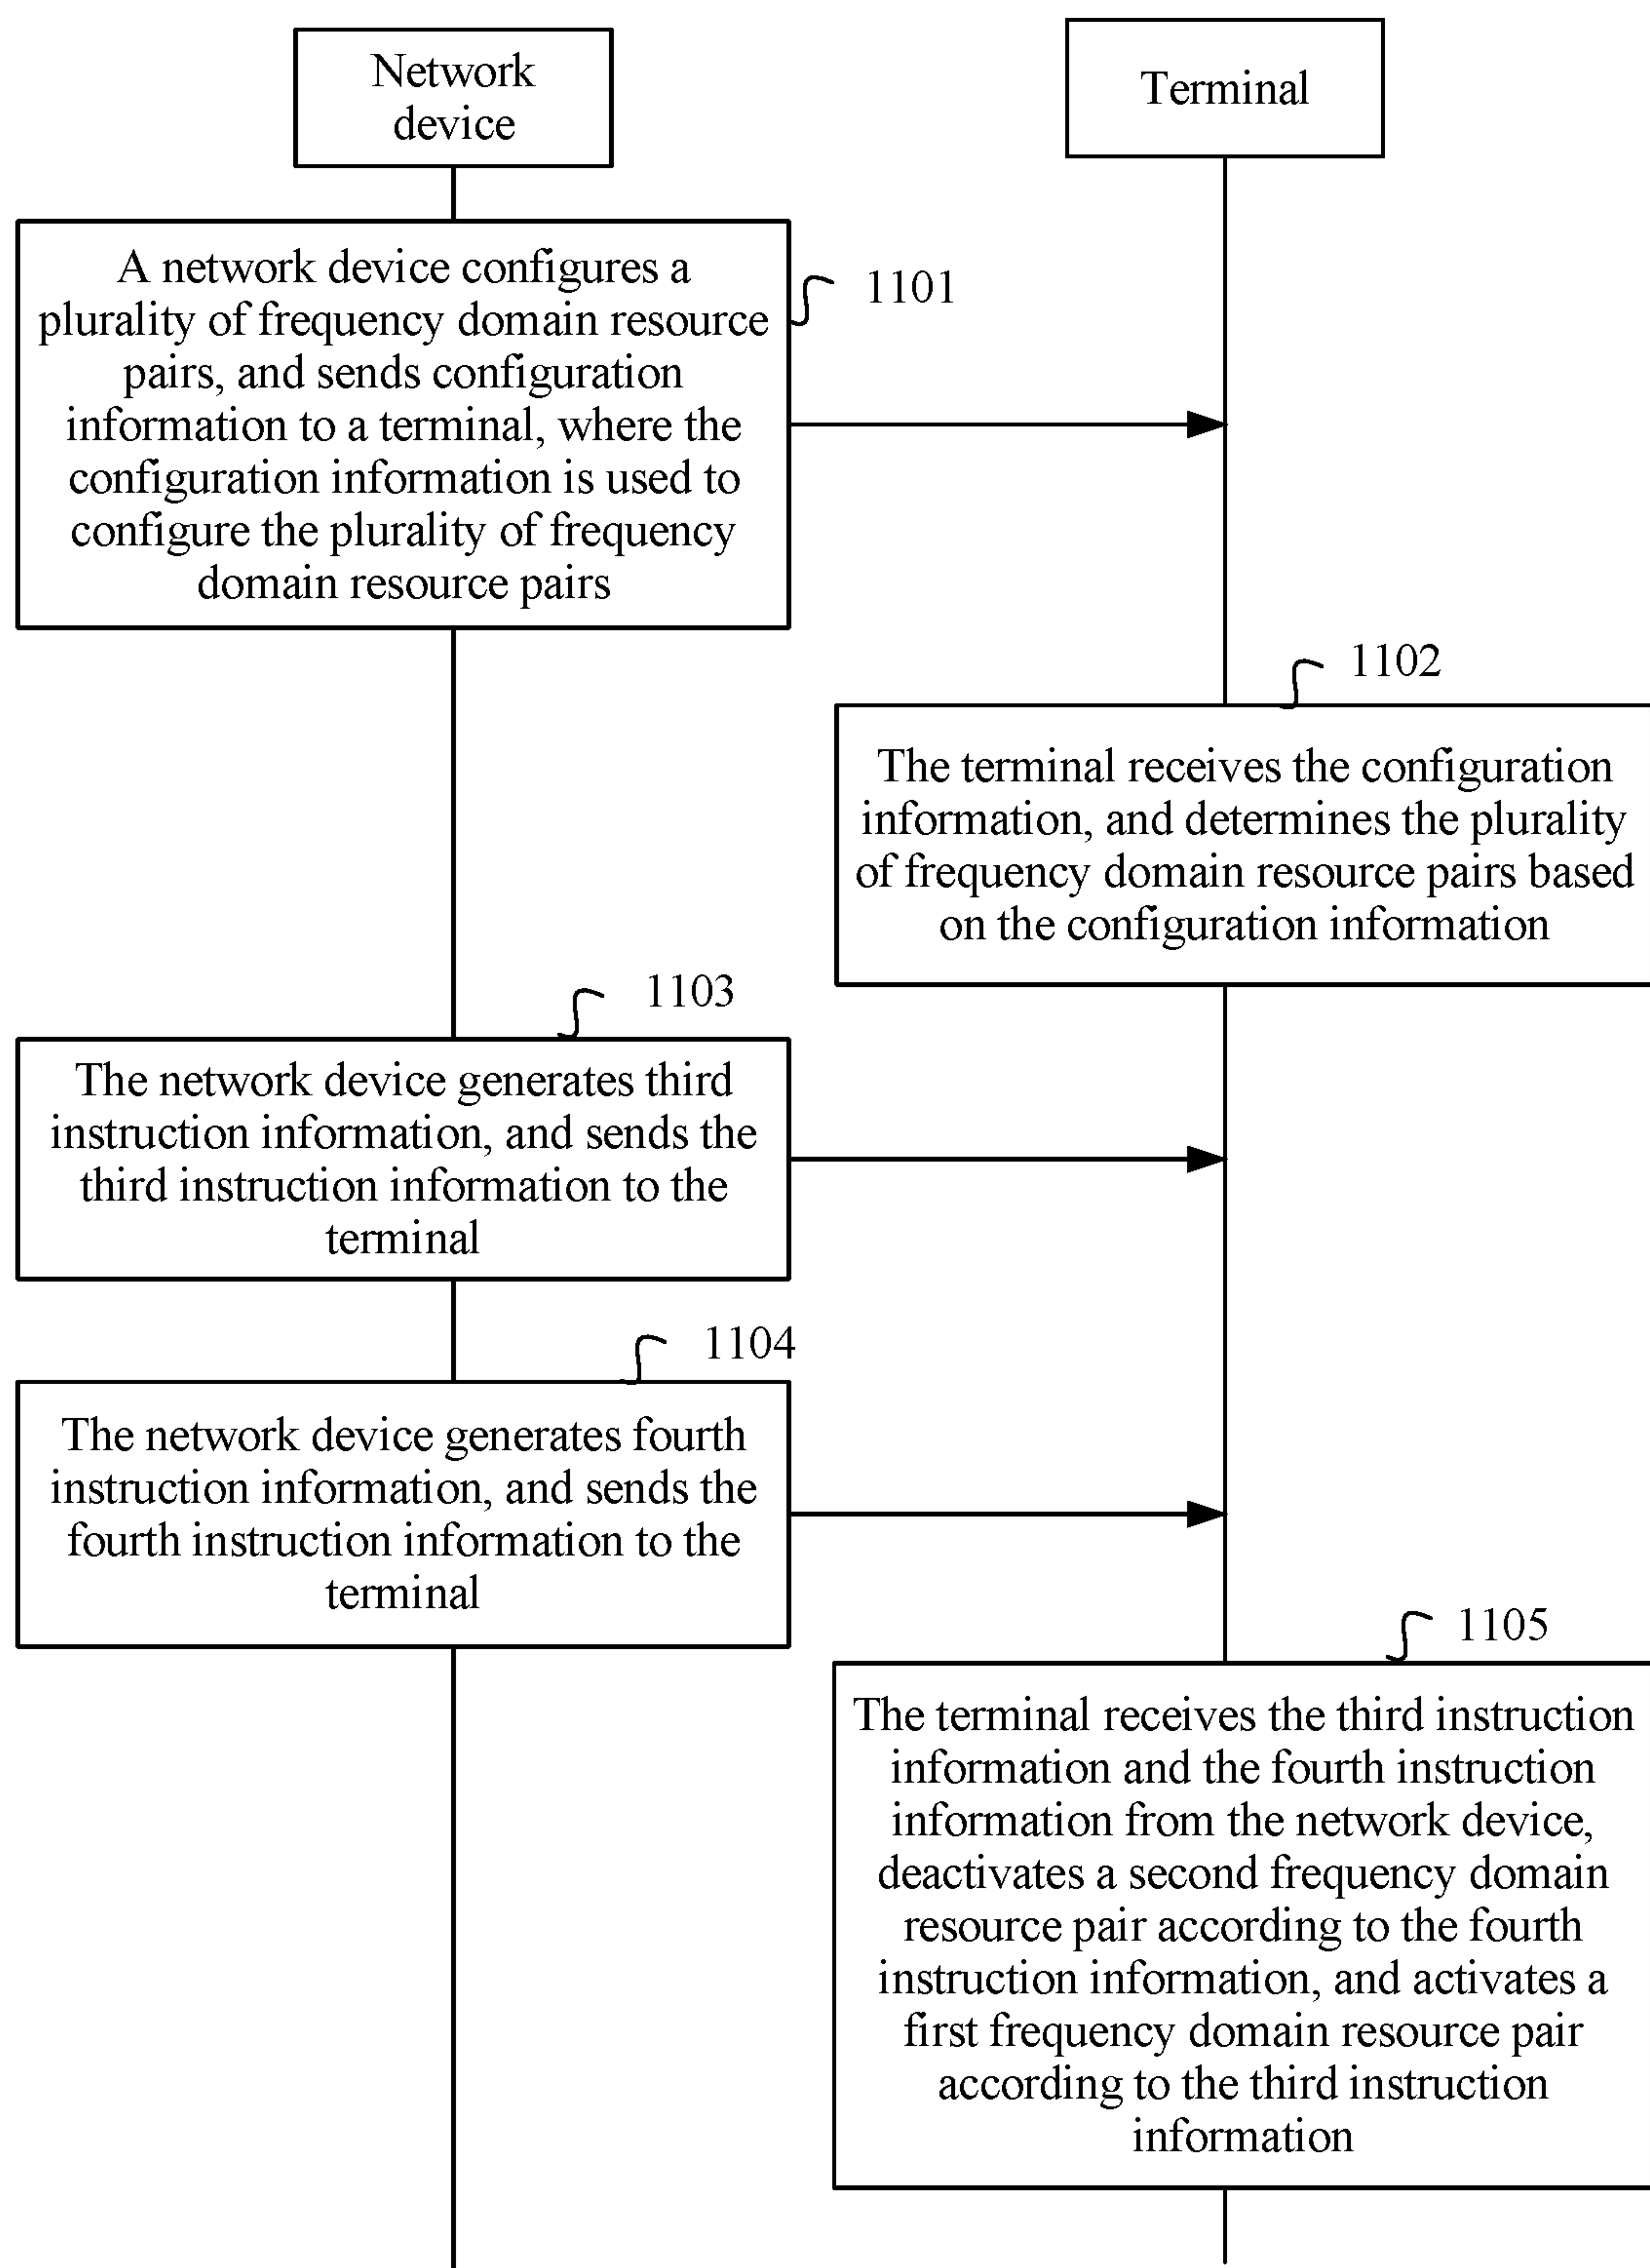 Network
device
Terminal
A network device configures a
plurality of frequency domain resource
pairs, and sends configuration
information to a terminal, where the
configuration information is used to
configure the plurality of frequency
domain resource pairs
1101
1102
The terminal receives the configuration
information, and determines the plurality
of frequency domain resource pairs based
on the configuration information
1103
The network device generates third
instruction information, and sends the
third instruction information to the
terminal
1104
The network device generates fourth
instruction information, and sends the
fourth instruction information to the
terminal
1105
The terminal receives the third instruction
information and the fourth instruction
information from the network device,
deactivates a second frequency domain
resource pair according to the fourth
instruction information, and activates a
first frequency domain resource pair
according to the third instruction
information